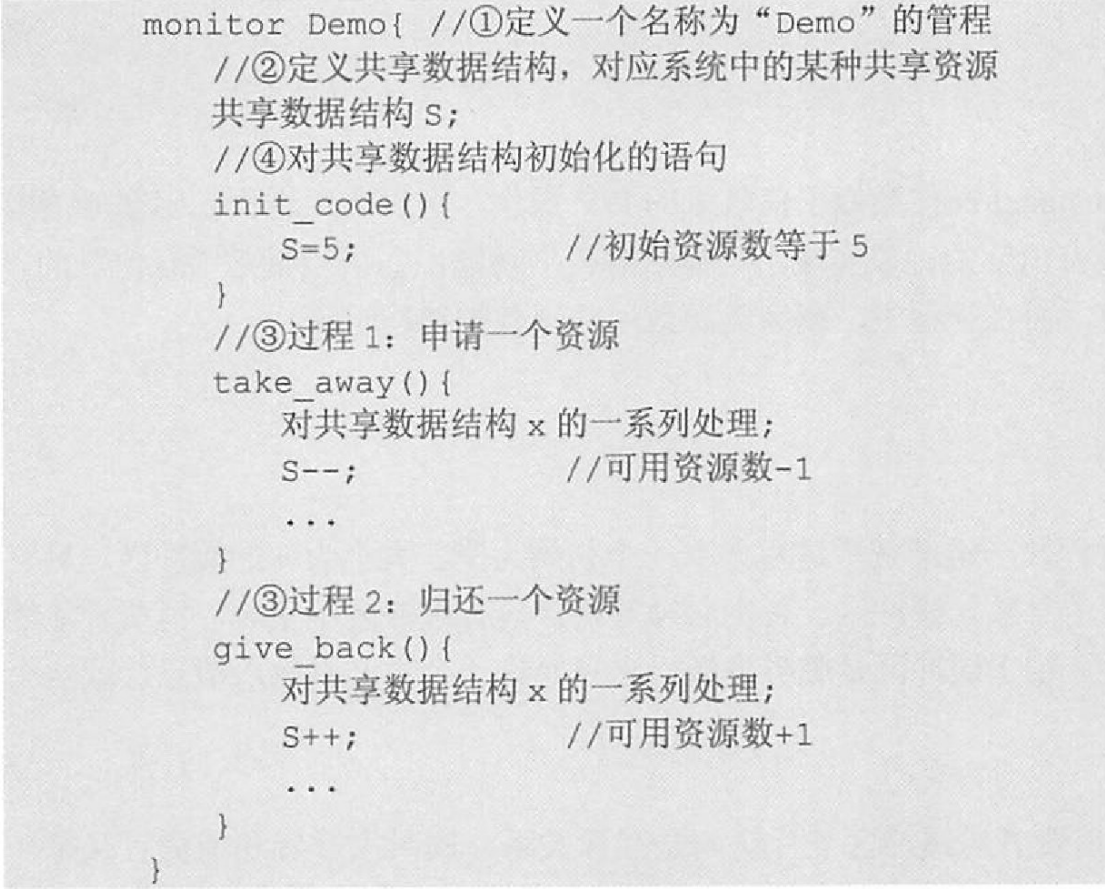 monitor Demo{ //①定义一个名称为“Demo”的管程
//②定义共享数据结构，对应系统中的某种共享资源
共享数据结构 S;
//④对共享数据结构初始化的语句
init_code(){
S=5; //初始资源数等于 5
}
//③过程 1：申请一个资源
take_away(){
对共享数据结构 x 的一系列处理;
S--; //可用资源数-1
...
}
//③过程 2：归还一个资源
give_back(){
对共享数据结构 x 的一系列处理;
S++; //可用资源数+1
...
}
}